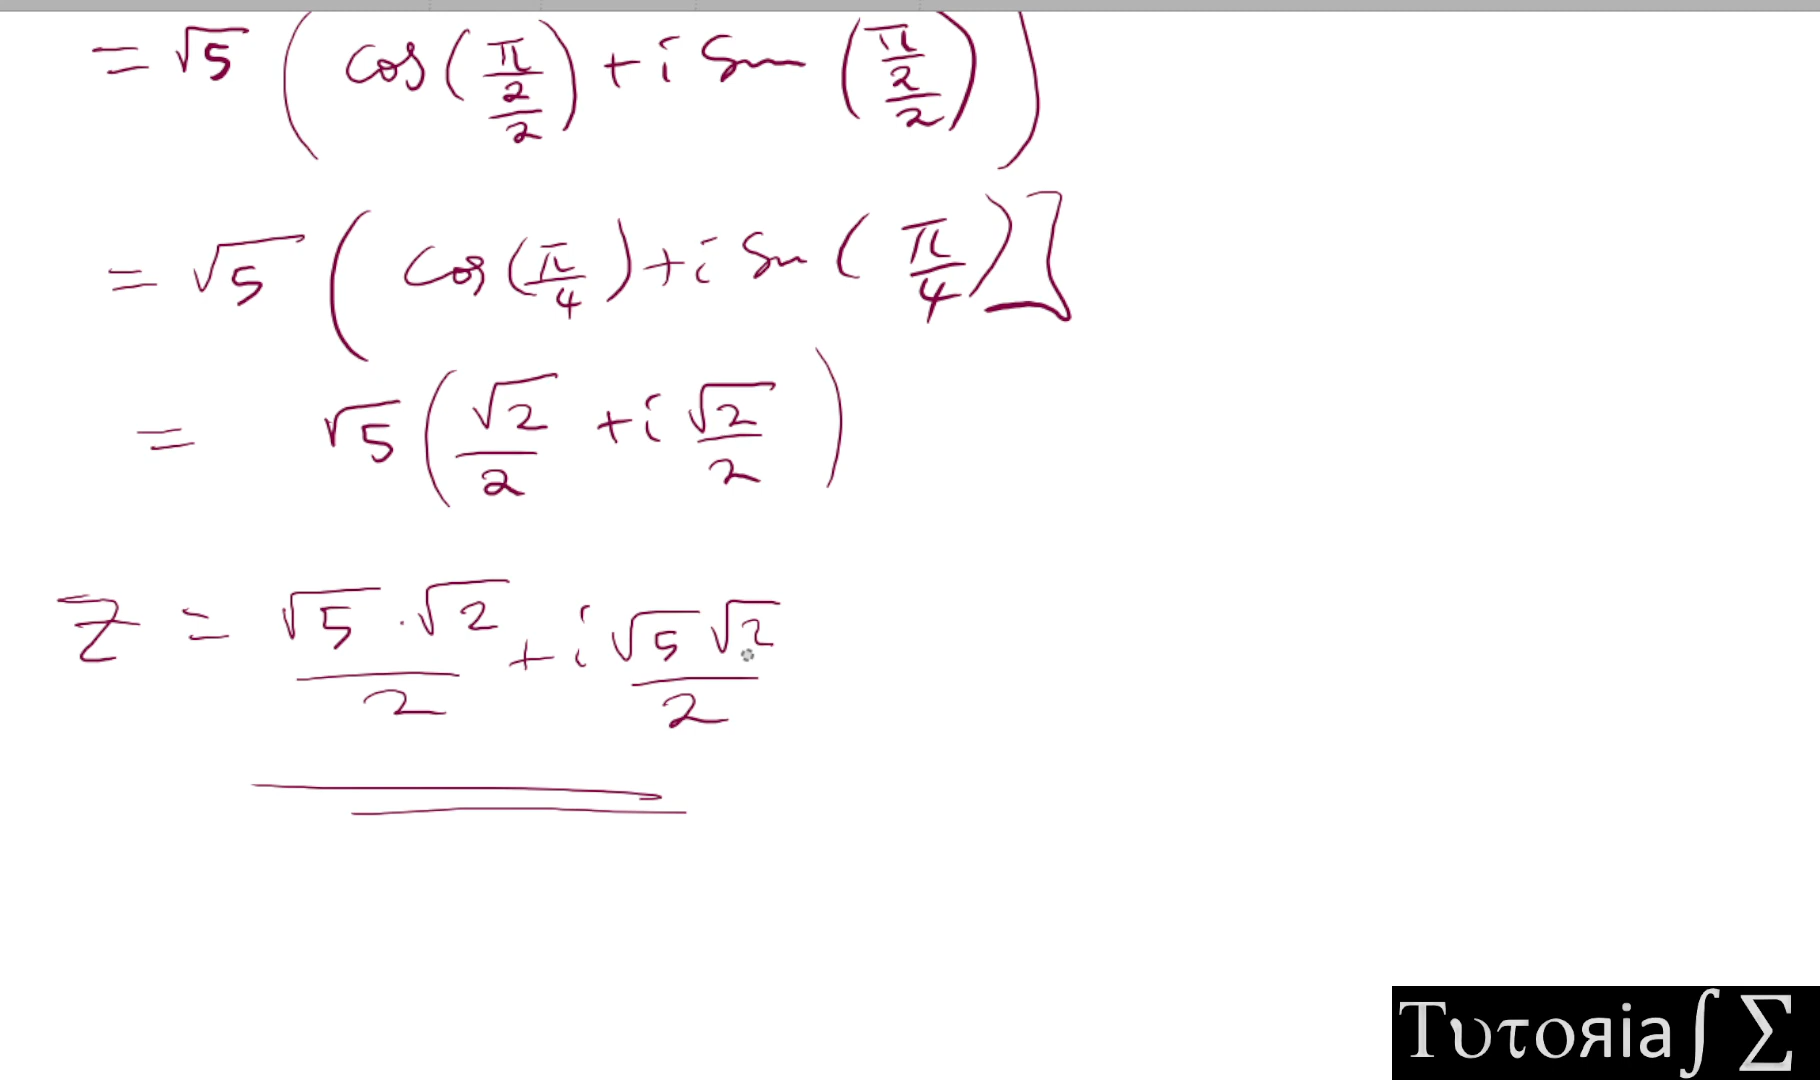 = √5 ( cos( π/2/2 ) + i sin ( π/2/2 ) )
= √5 ( cos( π/4 ) + i sin ( π/4 ) ]
= √5 ( √2/2 + i √2/2 )
Z = √5 . √2/2 + i √5 √2/2
Tυτoяia∫∑